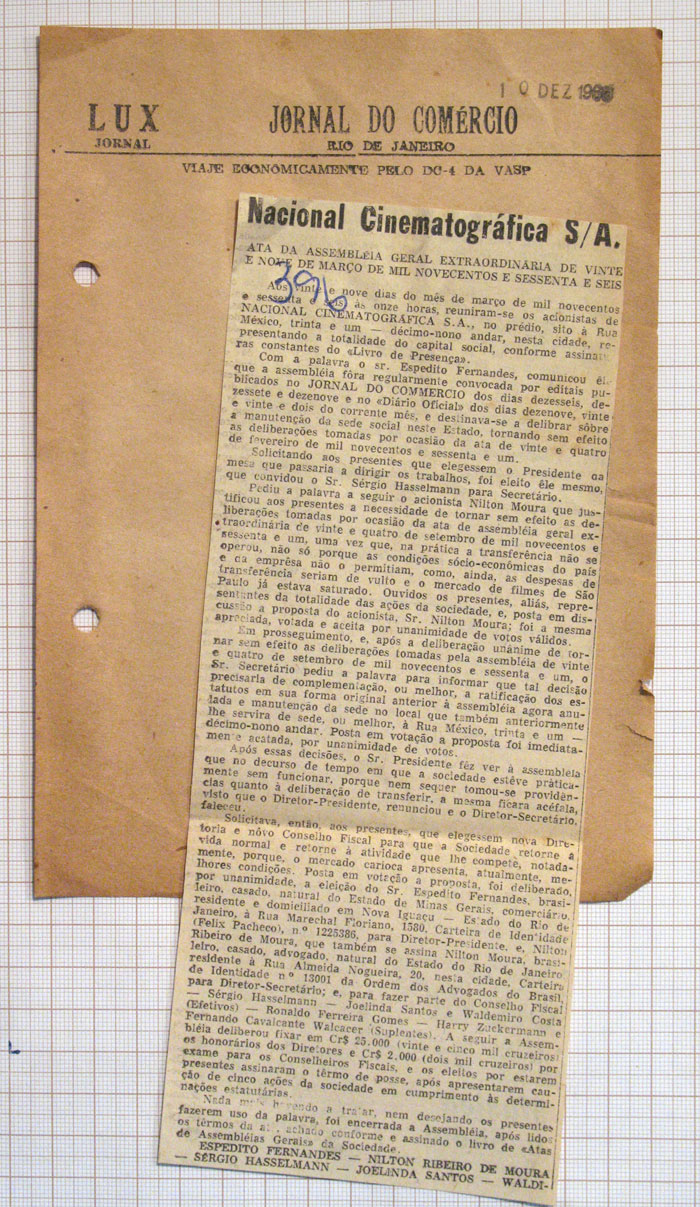 10 DEZ 1966
LUX
JORNAL
JORNAL DO COMÉRCIO
RIO DE JANEIRO
VIAJE ECONOMICAMENTE PELO DC-4 DA VASP
Nacional Cinematográfica S/A.
ATA DA ASSEMBLÉIA GERAL EXTRAORDINÁRIA DE VINTE
E NOVE DE MARÇO DE MIL NOVECENTOS E SESSENTA E SEIS
396
Aos vinte e nove dias do mês de março de mil novecentos
e sessenta e seis às onze horas, reuniram-se os acionistas de
NACIONAL CINEMATOGRÁFICA S.A., no prédio, sito à Rua
México, trinta e um — décimo-nono andar, nesta cidade, re-
presentando a totalidade do capital social, conforme assinatu-
ras constantes do «Livro de Presença».
Com a palavra o sr. Espedito Fernandes, comunicou êle
que a assembléia fôra regularmente convocada por editais pu-
blicados no JORNAL DO COMMERCIO dos dias dezesseis, de-
zessete e dezenove e no «Diário Oficial» dos dias dezenove, vinte
e vinte e dois do corrente mês, e destinava-se a delibrar sôbre
a manutenção da sede social neste Estado, tornando sem efeito
as deliberações tomadas por ocasião da ata de vinte e quatro
de fevereiro de mil novecentos e sessenta e um.
Solicitando aos presentes que elegessem o Presidente da
mesa que passaria a dirigir os trabalhos, foi eleito êle mesmo,
que convidou o Sr. Sérgio Hasselmann para Secretário.
Pediu a palavra a seguir o acionista Nilton Moura que jus-
tificou aos presentes a necessidade de tornar sem efeito as de-
liberações tomadas por ocasião da ata de assembléia geral ex-
traordinária de vinte e quatro de setembro de mil novecentos e
sessenta e um, uma vez que, na prática a transferência não se
operou, não só porque as condições sócio-econômicas do país
e da emprêsa não o permitiam, como, ainda, as despesas de
transferência seriam de vulto e o mercado de filmes de São
Paulo já estava saturado. Ouvidos os presentes, aliás, repre-
sentantes da totalidade das ações da sociedade, e, posta em dis-
cussão a proposta do acionista, Sr. Nilton Moura; foi a mesma
apreciada, votada e aceita por unanimidade de votos válidos.
Em prosseguimento, e, após a deliberação unânime de tor-
nar sem efeito as deliberações tomadas pela assembléia de vinte
e quatro de setembro de mil novecentos e sessenta e um, o
Sr. Secretário pediu a palavra para informar que tal decisão
precisaria de complementação, ou melhor, a ratificação dos es-
tatutos em sua forma original anterior à assembléia agora anu-
lada e manutenção da sede no local que também anteriormente
lhe servira de sede, ou melhor, à Rua México, trinta e um —
décimo-nono andar. Posta em votação a proposta foi imediata-
mente acatada, por unanimidade de votos.
Após essas decisões, o Sr. Presidente fêz ver à assembléia
que no decurso de tempo em que a sociedade estêve prática-
mente sem funcionar, porque nem sequer tomou-se providên-
cias quanto à deliberação de transferir, a mesma ficara acéfala,
visto que o Diretor-Presidente, renunciou e o Diretor-Secretário,
faleceu.
Solicitava, então, aos presentes, que elegessem nova Dire-
toria e nôvo Conselho Fiscal para que a Sociedade retorne à
vida normal e retorne à atividade que lhe compete, notada-
mente, porque, o mercado carioca apresenta, atualmente, me-
lhores condições. Posta em votação a proposta, foi deliberado,
por unanimidade, a eleição do Sr. Espedito Fernandes, brasi-
leiro, casado, natural do Estado de Minas Gerais, comerciário,
residente e domiciliado em Nova Iguaçu — Estado do Rio de
Janeiro, à Rua Marechal Floriano, 1580, Carteira de Identidade
(Felix Pacheco), nº 1225386, para Diretor-Presidente, e, Nilton
Ribeiro de Moura, que também se assina Nilton Moura, brasi-
leiro, casado, advogado, natural do Estado do Rio de Janeiro,
residente à Rua Almeida Nogueira, 20, nesta cidade, Carteira
de Identidade nº 13001 da Ordem dos Advogados do Brasil,
para Diretor-Secretário; e, para fazer parte do Conselho Fiscal
— Sérgio Hasselmann — Joelinda Santos e Waldemiro Costa
(Efetivos) — Ronaldo Ferreira Gomes — Harry Zuckermann e
Fernando Cavalcante Walcacer (Suplentes). A seguir a Assem-
bléia deliberou fixar em Cr$ 25.000 (vinte e cinco mil cruzeiros)
os honorários dos Diretores e Cr$ 2.000 (dois mil cruzeiros) por
exame para os Conselheiros Fiscais, e os eleitos por estarem
presentes assinaram o têrmo de posse, após apresentarem cau-
ção de cinco ações da sociedade em cumprimento às determi-
nações estatutárias.
Nada mais havendo a tratar, nem desejando os presentes
fazerem uso da palavra, foi encerrada a Assembléia, após lidos
os têrmos da achado conforme e assinado o livro de «Atas
de Assembléias Gerais» da Sociedade.
ESPEDITO FERNANDES — NILTON RIBEIRO DE MOURA
— SÉRGIO HASSELMANN — JOELINDA SANTOS — WALDI-